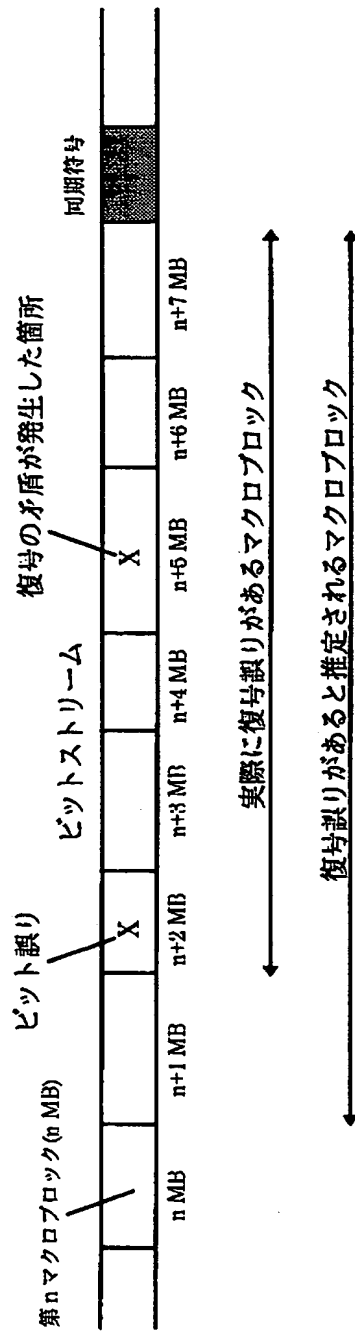 ビットストリーム
第nマクロブロック(n MB)
ビット誤り
復号の矛盾が発生した箇所
同期符号
X
X
n MB
n+1 MB
n+2 MB
n+3 MB
n+4 MB
n+5 MB
n+6 MB
n+7 MB
実際に復号誤りがあるマクロブロック
復号誤りがあると推定されるマクロブロック